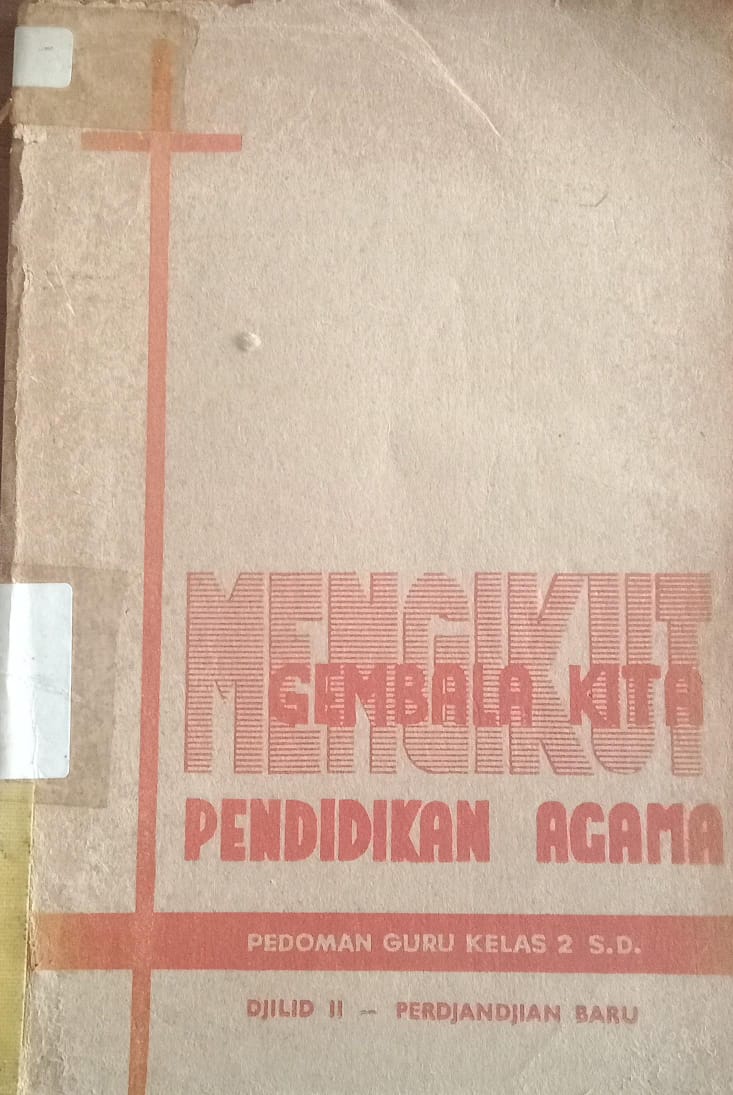 MENGIKUT
GEMBALA KITA
PENDIDIKAN AGAMA
PEDOMAN GURU KELAS 2 S.D.
DJILID II - PERDJANDJIAN BARU